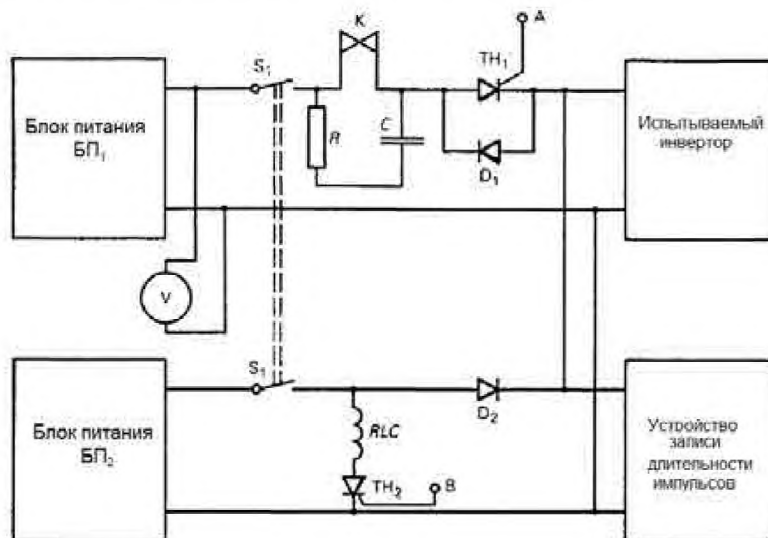 K
A
S₁
TH₁
Блок питания
БП₁
R
C
D₁
Испытываемый
инвертор
V
S₁
D₂
Блок питания
БП₂
RLC
TH₂
B
Устройство
записи
длительности
импульсов